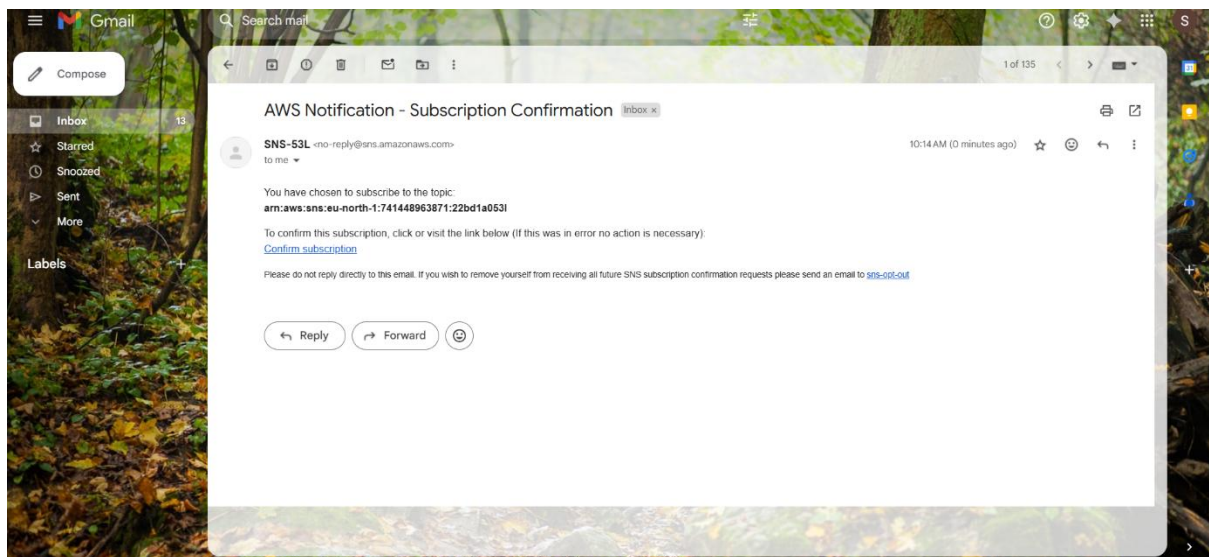 Gmail
Search mail
S
Compose
1 of 135
31
Inbox
13
Starred
Snoozed
Sent
More
Labels
AWS Notification - Subscription Confirmation
Inbox x
SNS-53L <no-reply@sns.amazonaws.com>
10:14 AM (0 minutes ago)
to me
You have chosen to subscribe to the topic:
arn:aws:sns:eu-north-1:741448963871:22bd1a053l
To confirm this subscription, click or visit the link below (If this was in error no action is necessary):
Confirm subscription
Please do not reply directly to this email. If you wish to remove yourself from receiving all future SNS subscription confirmation requests please send an email to sns-opt-out
Reply
Forward